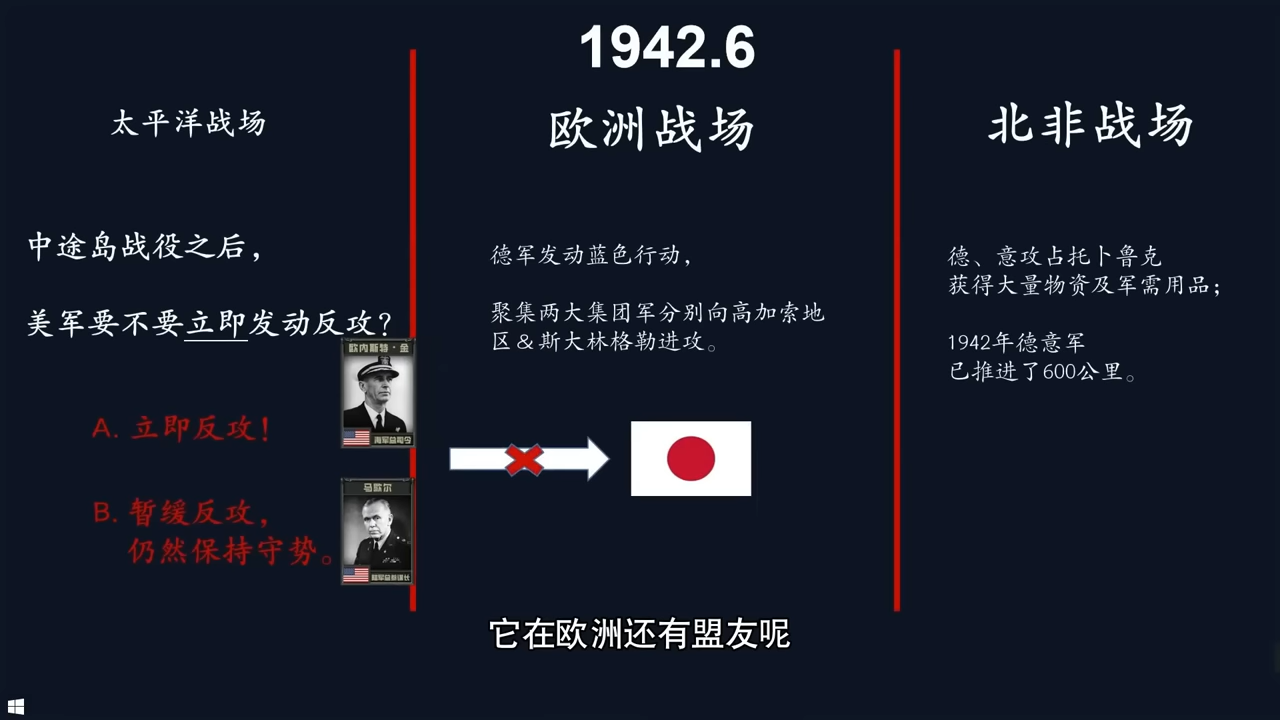 1942.6
太平洋战场
中途岛战役之后，
美军要不要立即发动反攻？
A. 立即反攻！
B. 暂缓反攻，
仍然保持守势。
欧内斯特·金
海军总司令
马歇尔
陆军总参谋长
欧洲战场
德军发动蓝色行动，
聚集两大集团军分别向高加索地
区＆斯大林格勒进攻。
北非战场
德、意攻占托卜鲁克
获得大量物资及军需用品；
1942年德意军
已推进了600公里。
它在欧洲还有盟友呢